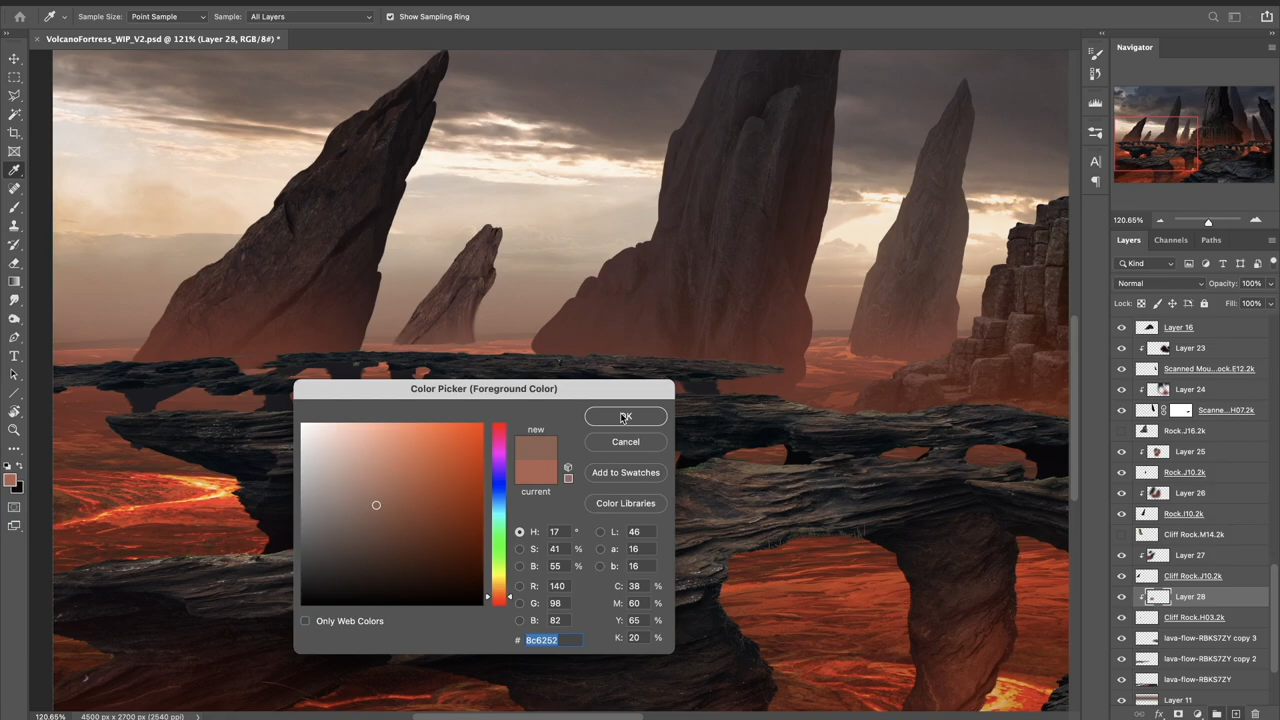 Sample Size: Point Sample Sample: All Layers Show Sampling Ring
VolcanoFortress_WIP_V2.psd @ 121% (Layer 28, RGB/8#) *
Navigator
120.65%
Layers Channels Paths
Kind
Normal Opacity: 100%
Lock: Fill: 100%
Layer 16
Layer 23
Scanned Mou...ock.E12.2k
Layer 24
Scanne...H07.2k
Rock.J16.2k
Layer 25
Rock.J10.2k
Layer 26
Rock.I10.2k
Cliff Rock.M14.2k
Layer 27
Cliff Rock.J10.2k
Layer 28
Cliff Rock.H03.2k
lava-flow-RBKS7ZY copy 3
lava-flow-RBKS7ZY copy 2
lava-flow-RBKS7ZY
Layer 11
Color Picker (Foreground Color)
new
current
OK
Cancel
Add to Swatches
Color Libraries
H: 17 ° L: 46
S: 41 % a: 16
B: 55 % b: 16
R: 140 C: 38 %
G: 98 M: 60 %
B: 82 Y: 65 %
# 8c6252 K: 20 %
Only Web Colors
120.65% 4500 px x 2700 px (2540 ppi)